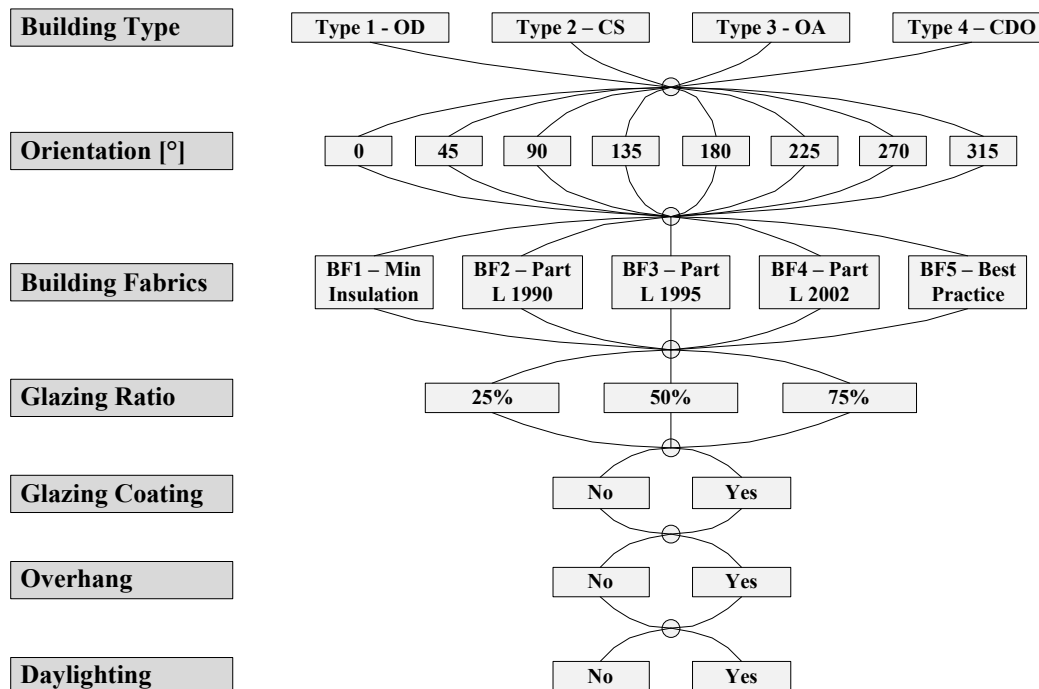 Building Type
Type 1 - OD
Type 2 – CS
Type 3 - OA
Type 4 – CDO
Orientation [°]
0
45
90
135
180
225
270
315
Building Fabrics
BF1 – Min
Insulation
BF2 – Part
L 1990
BF3 – Part
L 1995
BF4 – Part
L 2002
BF5 – Best
Practice
Glazing Ratio
25%
50%
75%
Glazing Coating
No
Yes
Overhang
No
Yes
Daylighting
No
Yes